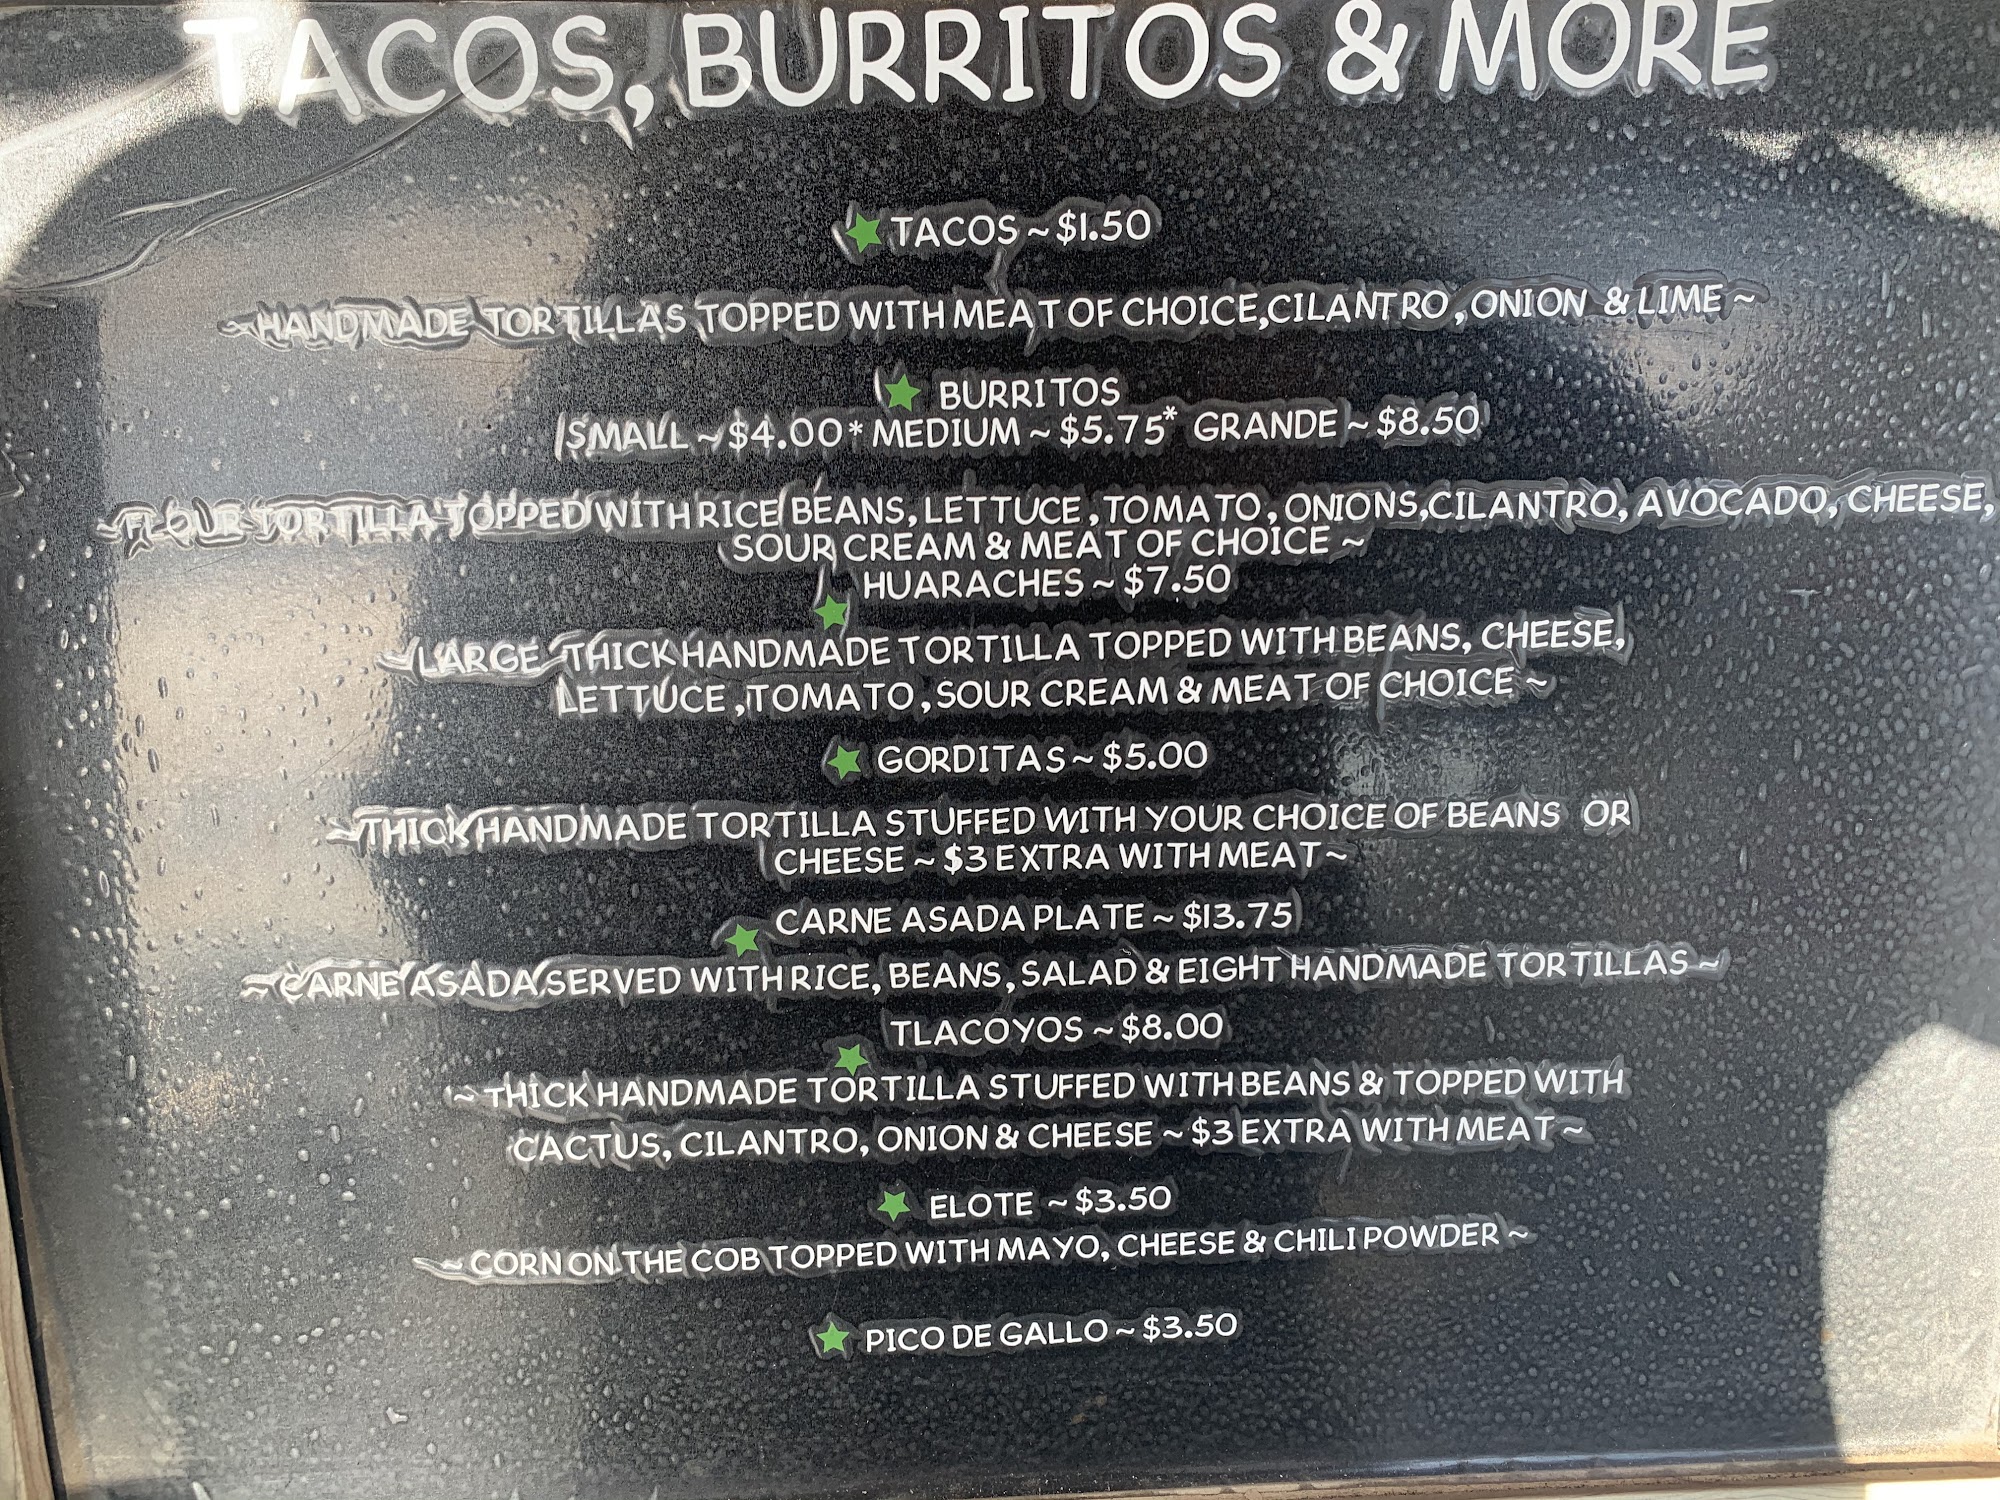 TACOS, BURRITOS & MORE
TACOS ~ $1.50
~HANDMADE TORTILLAS TOPPED WITH MEAT OF CHOICE,CILANTRO,ONION & LIME~
BURRITOS
SMALL ~ $4.00* MEDIUM ~ $5.75* GRANDE ~ $8.50
~FLOUR TORTILLA TOPPED WITH RICE BEANS, LETTUCE, TOMATO, ONIONS,CILANTRO, AVOCADO, CHEESE,
SOUR CREAM & MEAT OF CHOICE ~
HUARACHES ~ $7.50
~LARGE THICK HANDMADE TORTILLA TOPPED WITH BEANS, CHEESE,
LETTUCE, TOMATO, SOUR CREAM & MEAT OF CHOICE ~
GORDITAS ~ $5.00
~THICK HANDMADE TORTILLA STUFFED WITH YOUR CHOICE OF BEANS OR
CHEESE ~ $3 EXTRA WITH MEAT~
CARNE ASADA PLATE ~ $13.75
~CARNE ASADA SERVED WITH RICE, BEANS, SALAD & EIGHT HANDMADE TORTILLAS~
TLACOYOS ~ $8.00
~THICK HANDMADE TORTILLA STUFFED WITH BEANS & TOPPED WITH
CACTUS, CILANTRO, ONION & CHEESE ~ $3 EXTRA WITH MEAT~
ELOTE ~ $3.50
~CORN ON THE COB TOPPED WITH MAYO, CHEESE & CHILI POWDER~
PICO DE GALLO ~ $3.50